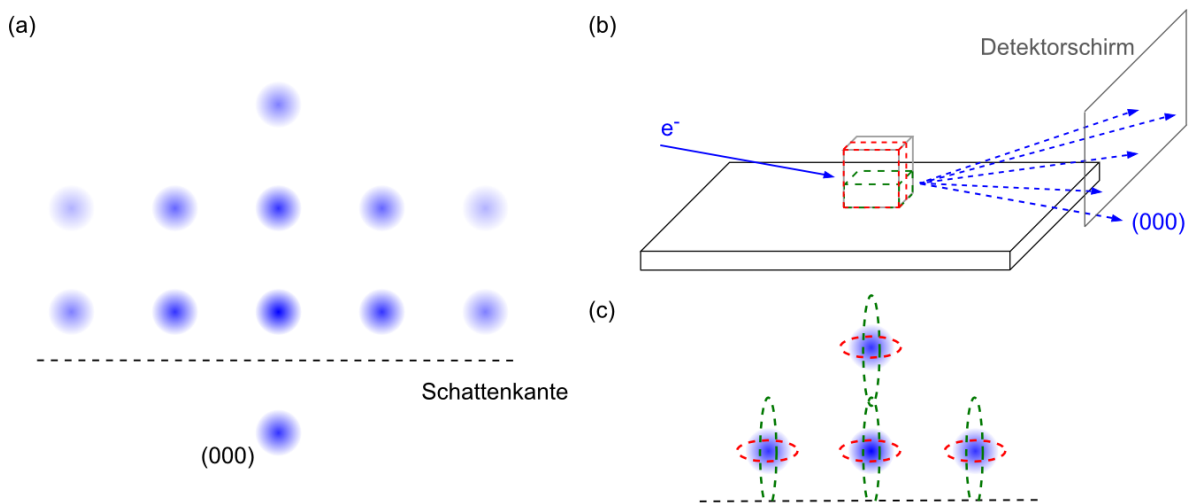 (a)
Schattenkante
(000)
(b)
Detektorschirm
e-
(000)
(c)